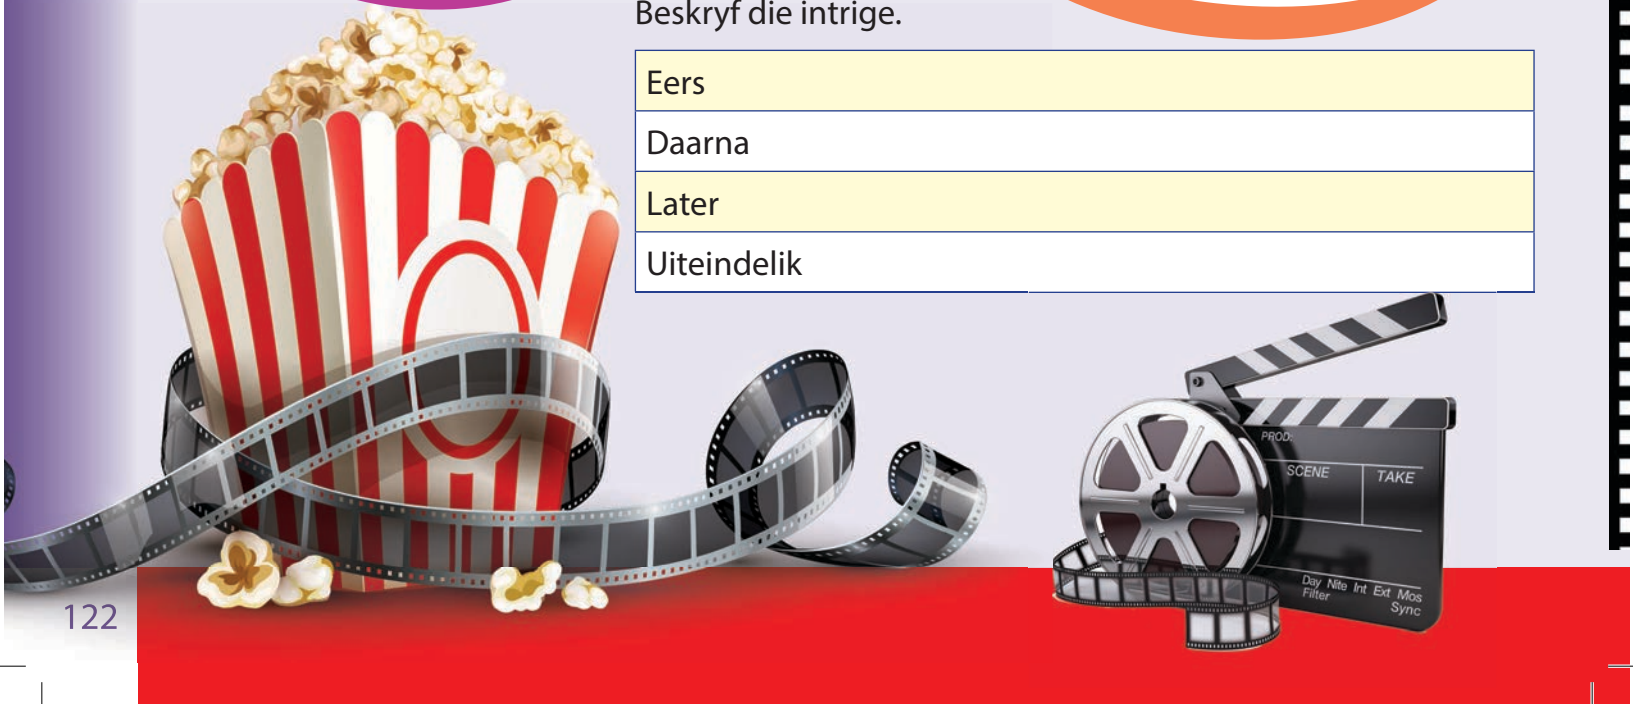 Beskryf die intrige.
Eers
Daarna
Later
Uiteindelik
PROD:
SCENE TAKE
Day Nite Int Ext Mos
Filter Sync
122